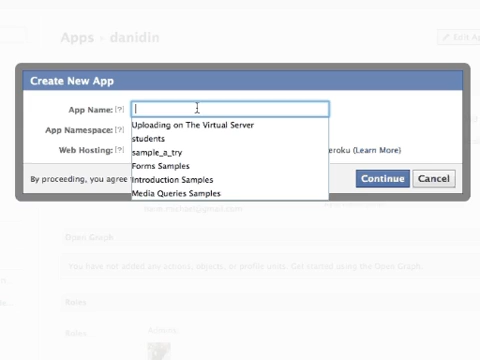 Apps › danidin
Edit Ap
Create New App
App Name: [?]
Uploading on The Virtual Server
App Namespace: [?]
students
sample_a_try
Web Hosting: [?]
eroku (Learn More)
Forms Samples
By proceeding, you agree
Introduction Samples
Media Queries Samples
Continue
Cancel
Open Graph
You have not added any actions, objects, or profile units. Get started using the Open Graph.
Roles